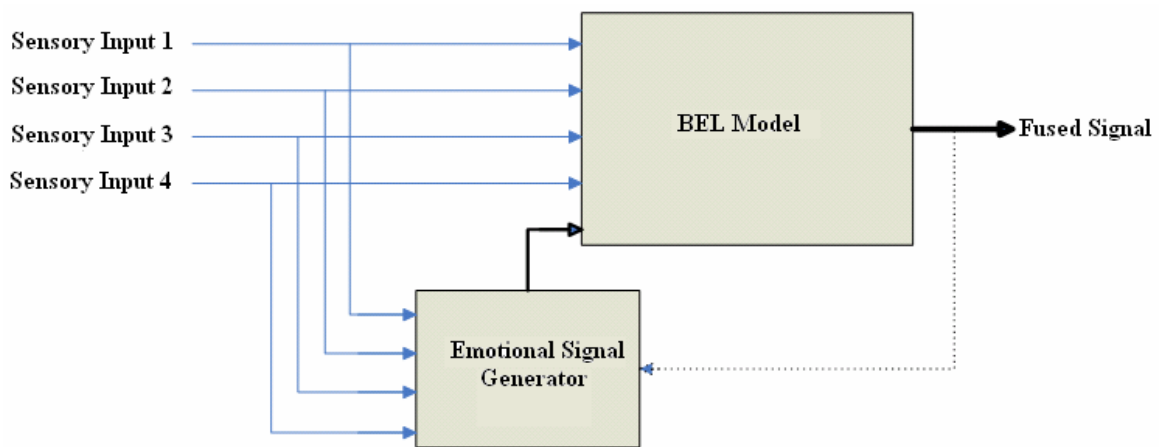 Sensory Input 1
Sensory Input 2
Sensory Input 3
Sensory Input 4
BEL Model
Fused Signal
Emotional Signal
Generator